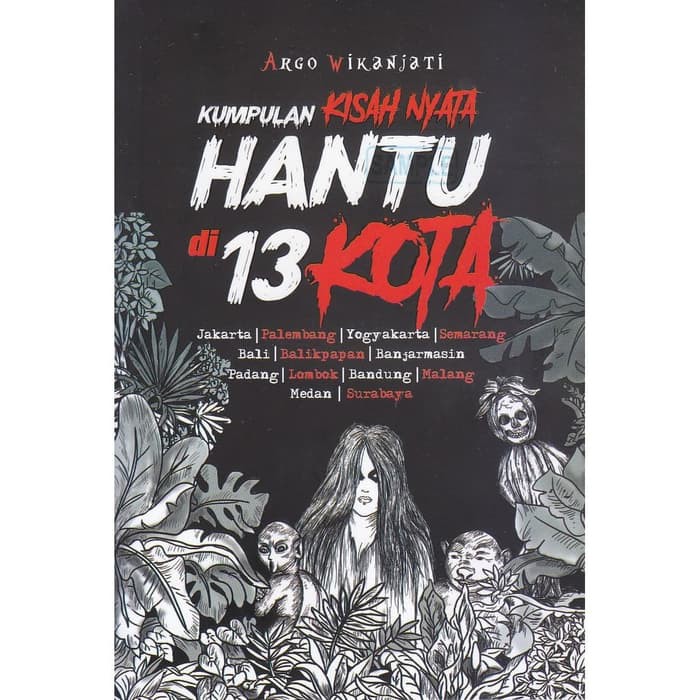 Argo Wikanjati
KUMPULAN KISAH NYATA
HANTU
di 13 KOTA
Jakarta | Palembang | Yogyakarta | Semarang
Bali | Balikpapan | Banjarmasin
Padang | Lombok | Bandung | Malang
Medan | Surabaya